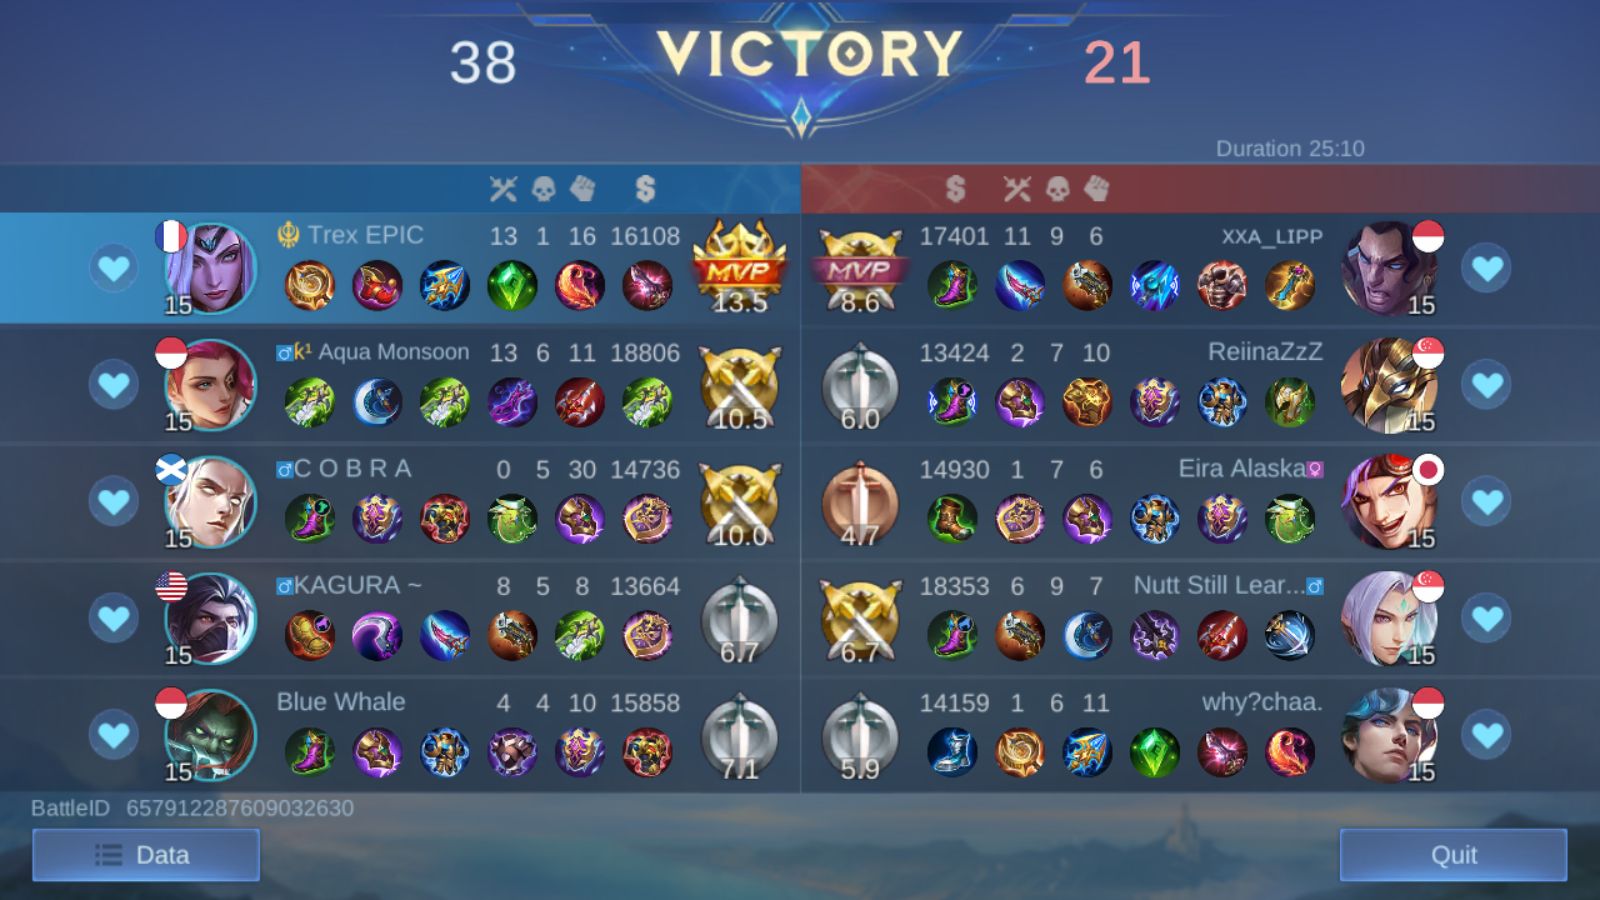 38 VICTORY 21
Duration 25:10
Trex EPIC 13 1 16 16108 MVP 13.5
15
MVP 8.6 17401 11 9 6 XXA_LIPP
15
k¹ Aqua Monsoon 13 6 11 18806 10.5
15
6.0 13424 2 7 10 ReiinaZzZ
15
C O B R A 0 5 30 14736 10.0
15
4.7 14930 1 7 6 Eira Alaska
15
KAGURA ~ 8 5 8 13664 6.7
15
6.7 18353 6 9 7 Nutt Still Lear...
15
Blue Whale 4 4 10 15858 7.1
15
5.9 14159 1 6 11 why?chaa.
15
BattleID 657912287609032630
Data
Quit